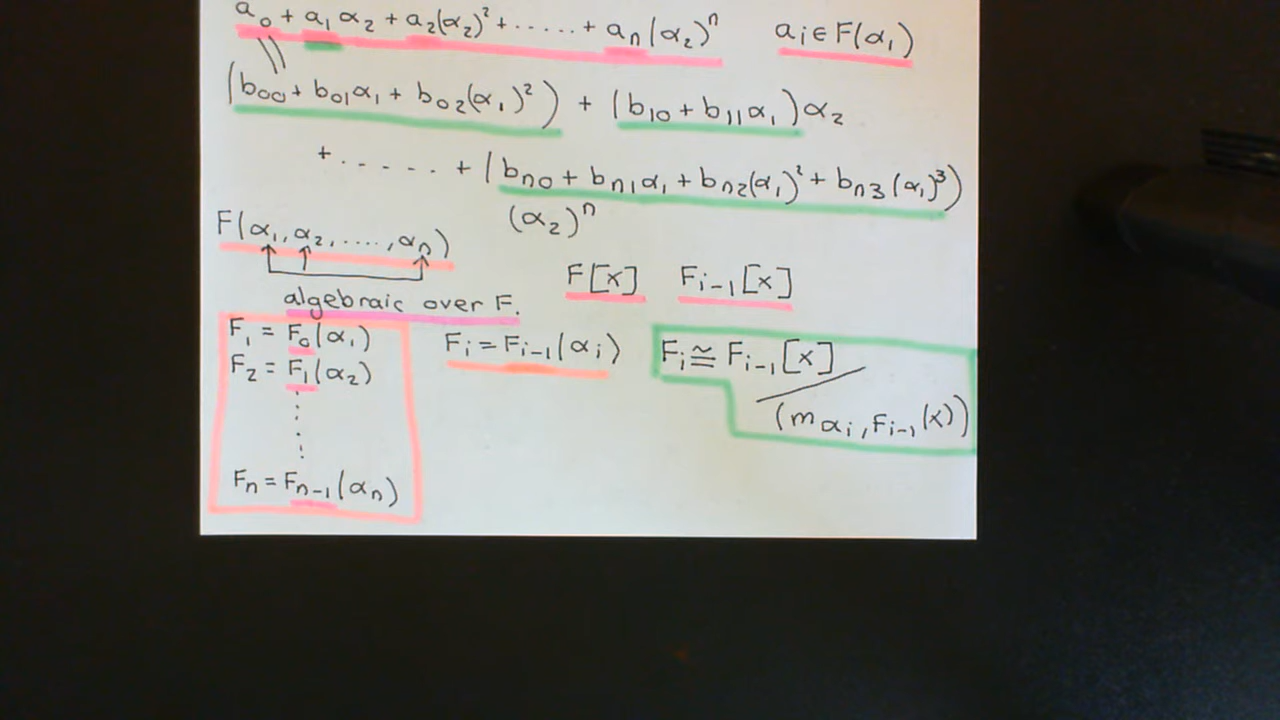 a₀ + a₁α₂ + a₂(α₂)² + ...... + aₙ(α₂)ⁿ aᵢ ∈ F(α₁)
(b₀₀ + b₀₁α₁ + b₀₂(α₁)²) + (b₁₀ + b₁₁α₁)α₂
+ ..... + (bₙ₀ + bₙ₁α₁ + bₙ₂(α₁)² + bₙ₃(α₁)³)
(α₂)ⁿ
F(α₁, α₂, ...., αₙ)
algebraic over F.
F[x] Fᵢ₋₁[x]
F₁ = F₀(α₁)
F₂ = F₁(α₂)
⋮
Fₙ = Fₙ₋₁(αₙ)
Fᵢ = Fᵢ₋₁(αᵢ)
Fᵢ ≅ Fᵢ₋₁[x] /
(m_{αᵢ, Fᵢ₋₁}(x))